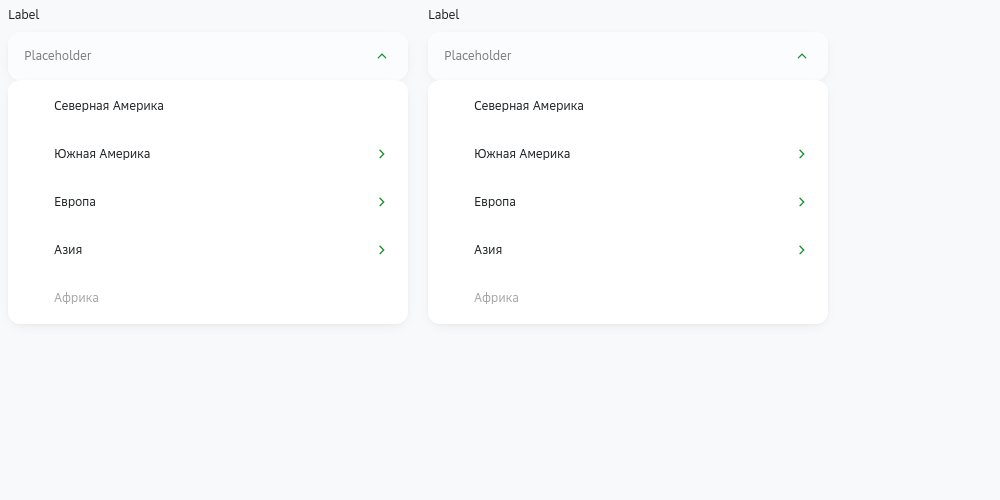 Label
Placeholder
Северная Америка
Южная Америка
Европа
Азия
Африка
Label
Placeholder
Северная Америка
Южная Америка
Европа
Азия
Африка